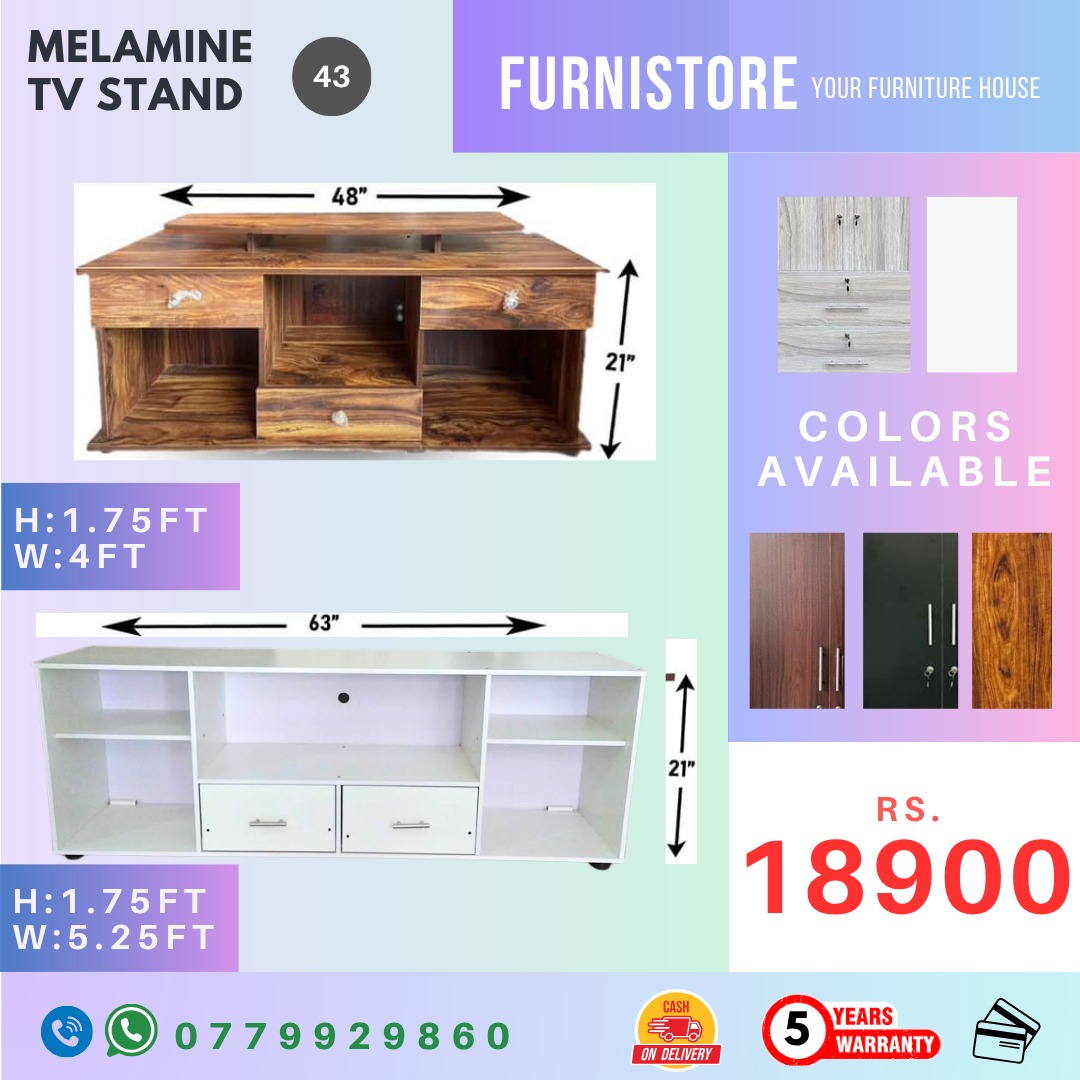 MELAMINE
TV STAND
43
FURNISTORE YOUR FURNITURE HOUSE
48”
21”
H:1.75FT
W:4FT
COLORS
AVAILABLE
63”
21”
H:1.75FT
W:5.25FT
RS.
18900
0779929860
CASH
ON DELIVERY
5 YEARS
WARRANTY